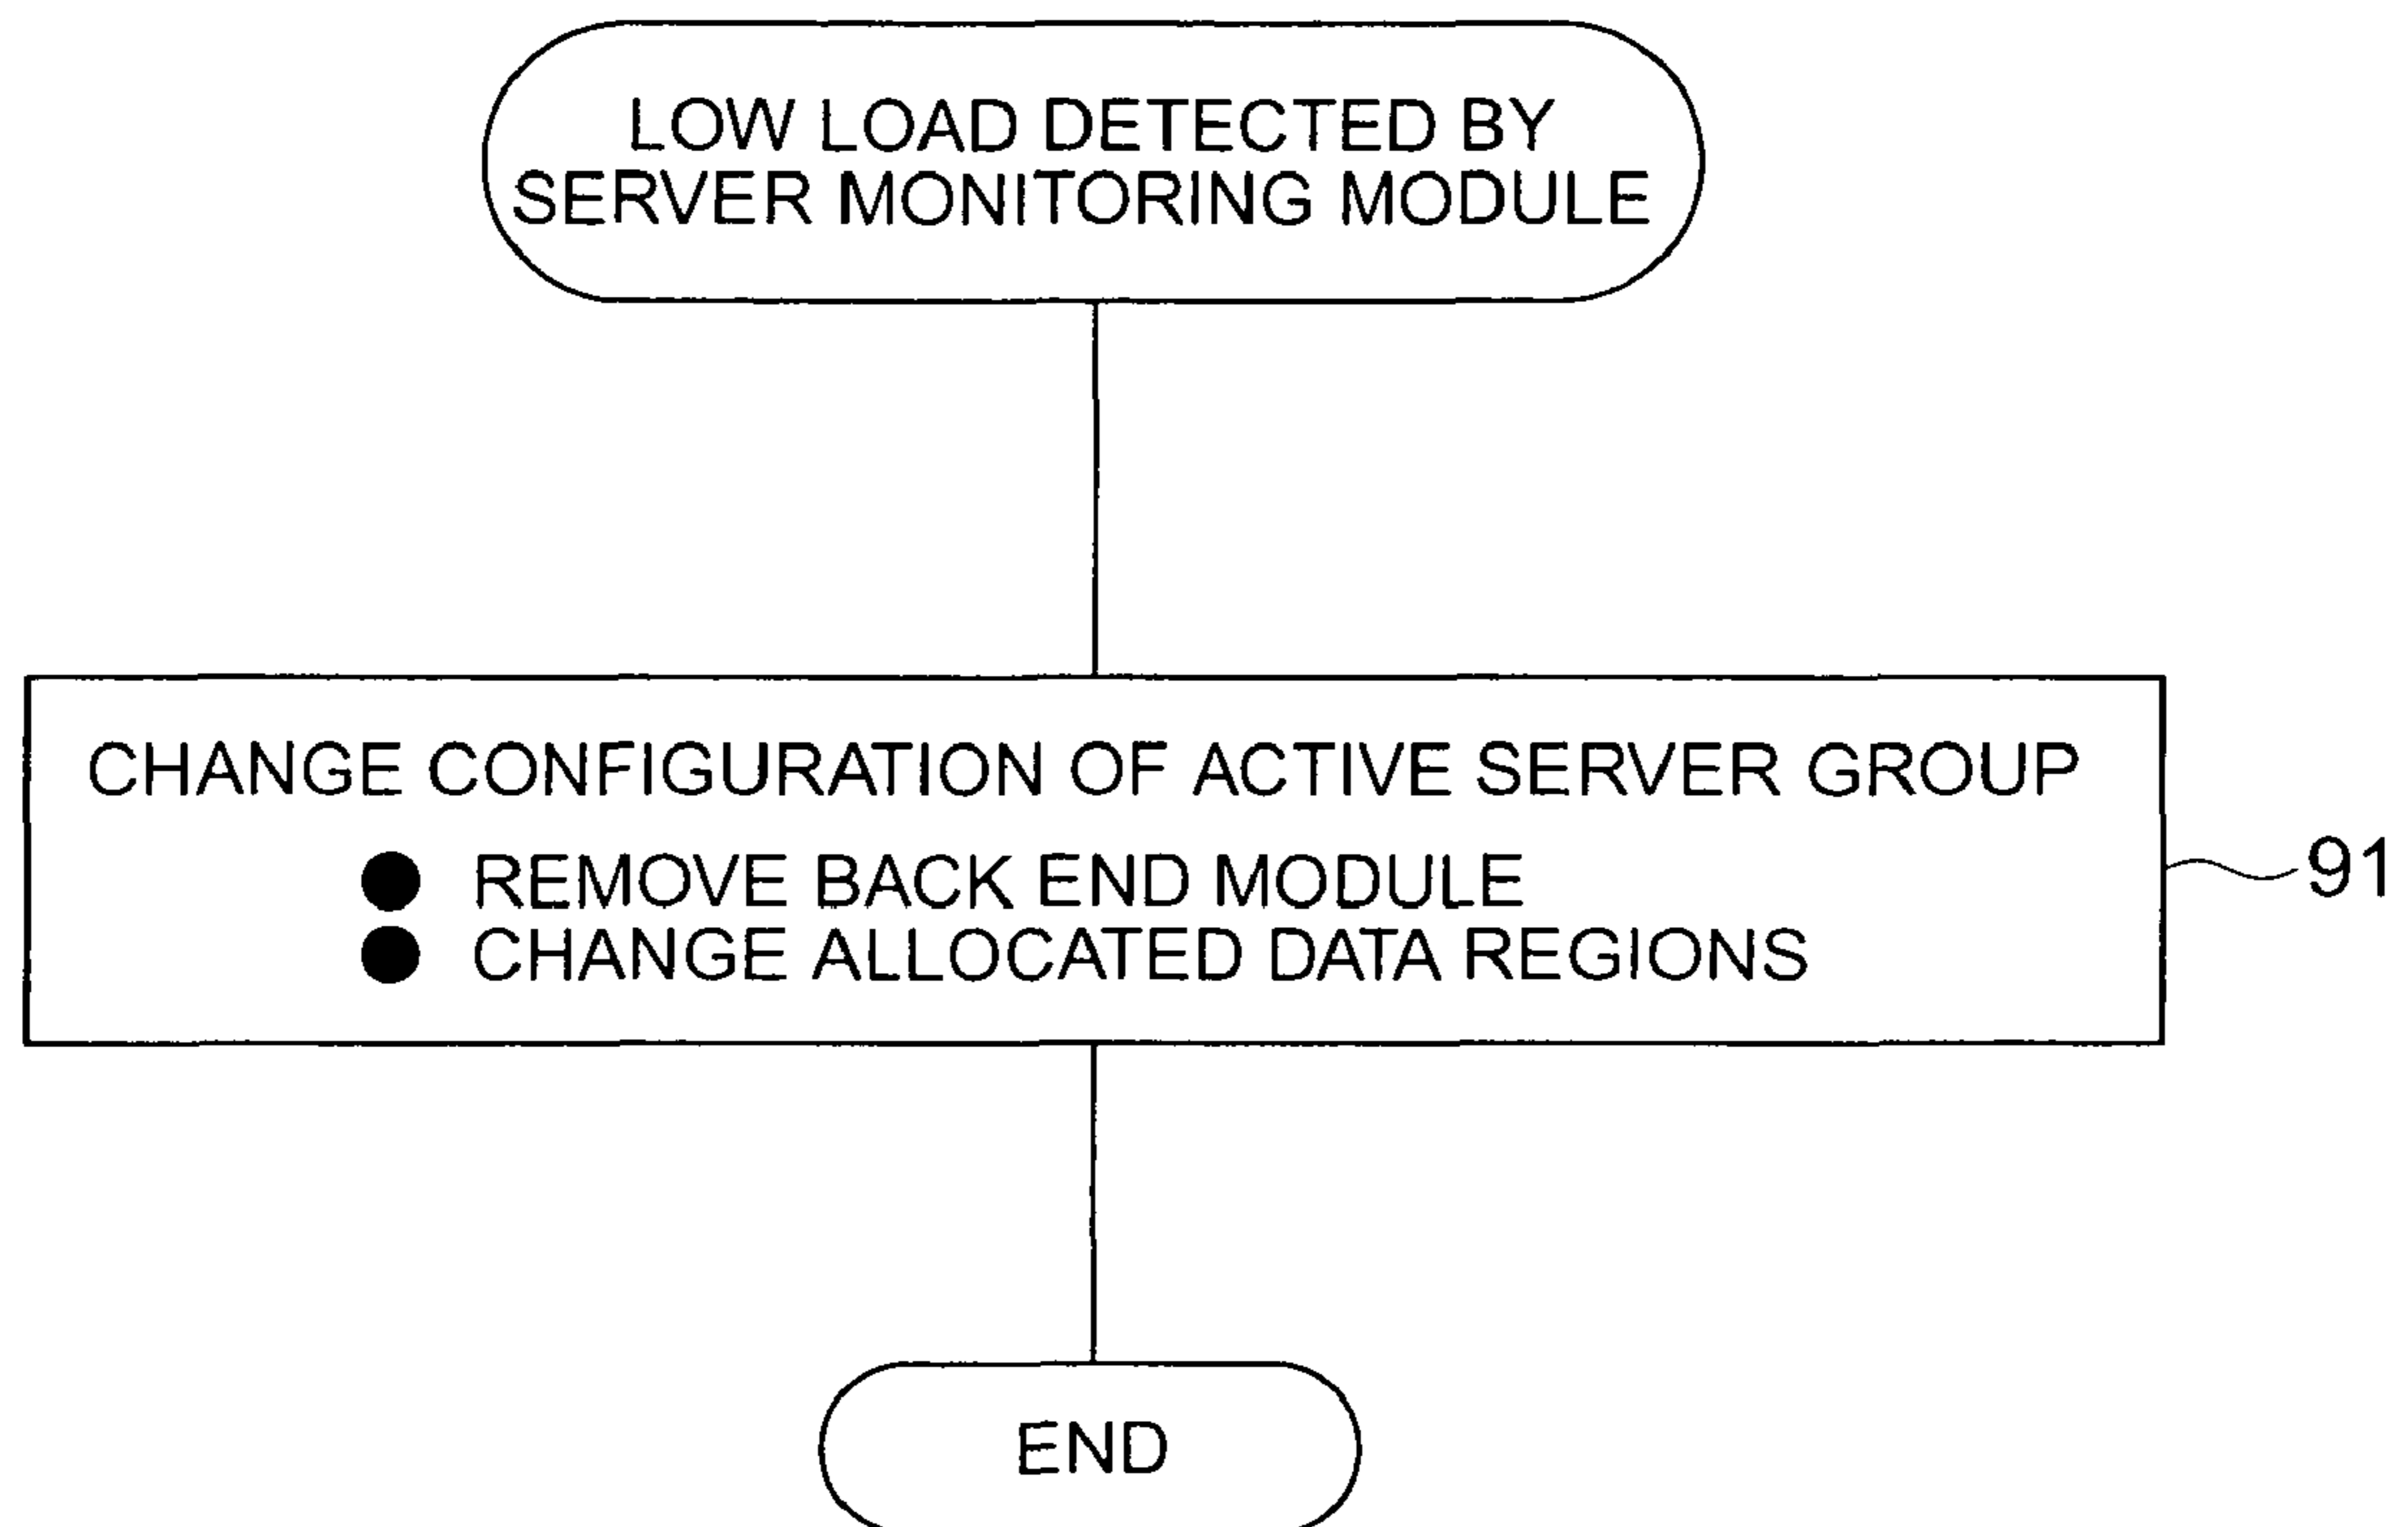 LOW LOAD DETECTED BY
SERVER MONITORING MODULE
CHANGE CONFIGURATION OF ACTIVE SERVER GROUP
● REMOVE BACK END MODULE
● CHANGE ALLOCATED DATA REGIONS
91
END